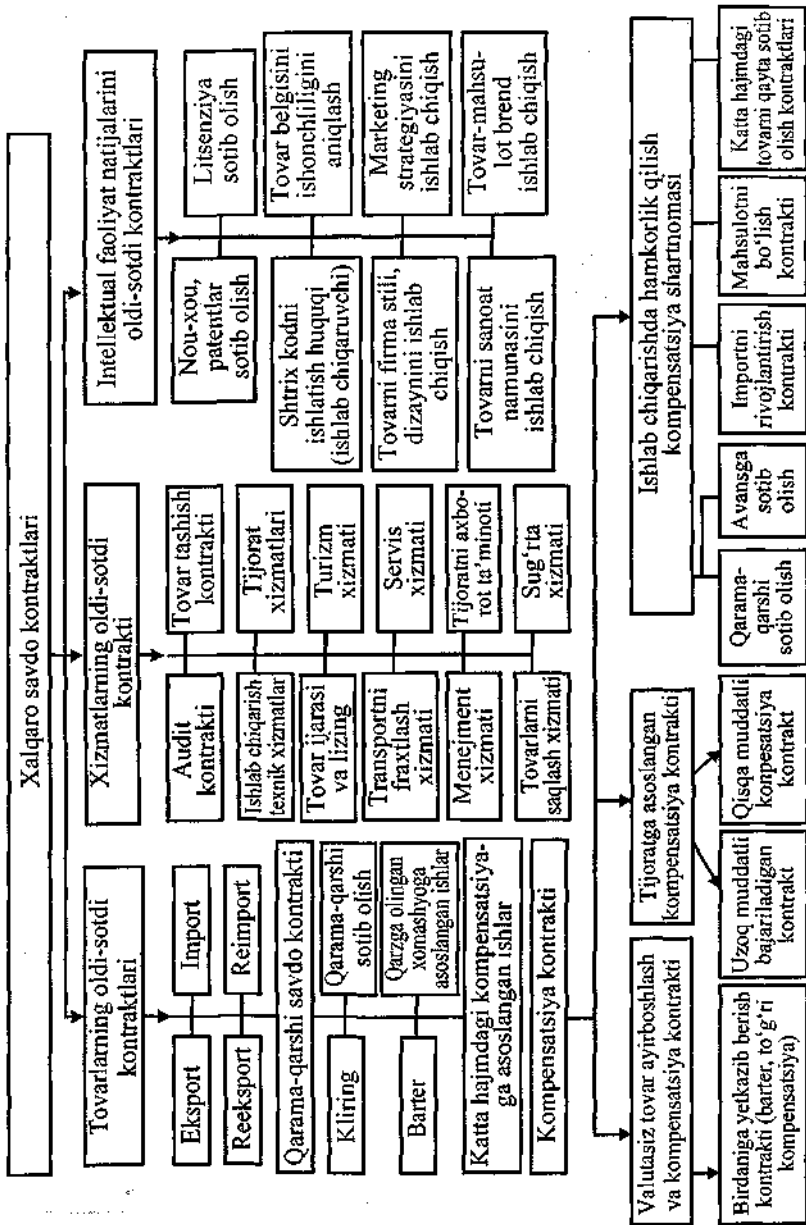 Xalqaro savdo kontraktlari
Tovarlarning oldi-sotdi
kontraktlari
Eksport
Import
Reeksport
Reimport
Qarama-qarshi savdo kontrakti
Kliring
Qarama-qarshi
sotib olish
Barter
Qarzga olingan
xomashyoga
asoslangan ishlar
Katta hajmdagi kompensatsiya-
ga asoslangan ishlar
Kompensatsiya kontrakti
Xizmatlarning oldi-sotdi
kontrakti
Audit
kontrakti
Tovar tashish
kontrakti
Ishlab chiqarish
texnik xizmatlar
Tijorat
xizmatlari
Tovar ijarasi
va lizing
Turizm
xizmati
Transportni
fraxtlash
xizmati
Servis
xizmati
Menejment
xizmati
Tijoratni axbo-
rot ta'minoti
Tovarlarni
saqlash xizmati
Sug'rta
xizmati
Intellektual faoliyat natijalarini
oldi-sotdi kontraktlari
Nou-xou,
patentlar
sotib olish
Litsenziya
sotib olish
Shtrix kodni
ishlatish huquqi
(ishlab chiqaruvchi)
Tovar belgisini
ishonchliligini
aniqlash
Tovarni firma stili,
dizaynini ishlab
chiqish
Marketing
strategiyasini
ishlab chiqish
Tovarni sanoat
namunasini
ishlab chiqish
Tovar-mahsu-
lot brend
ishlab chiqish
Valutasiz tovar ayirboshlash
va kompensatsiya kontrakti
Birdaniga yetkazib berish
kontrakti (barter, to'g'ri
kompensatsiya)
Tijoratga asoslangan
kompensatsiya kontrakti
Uzoq muddatli
bajariladigan
kontrakt
Qisqa muddatli
konpesatsiya
kontrakt
Ishlab chiqarishda hamkorlik qilish
kompensatsiya shartnomasi
Qarama-
qarshi
sotib olish
Avansga
sotib
olish
Importni
rivojlantirish
kontrakti
Mahsulotni
bo'lish
kontrakti
Katta hajmdagi
tovarni qayta sotib
olish kontraktlari